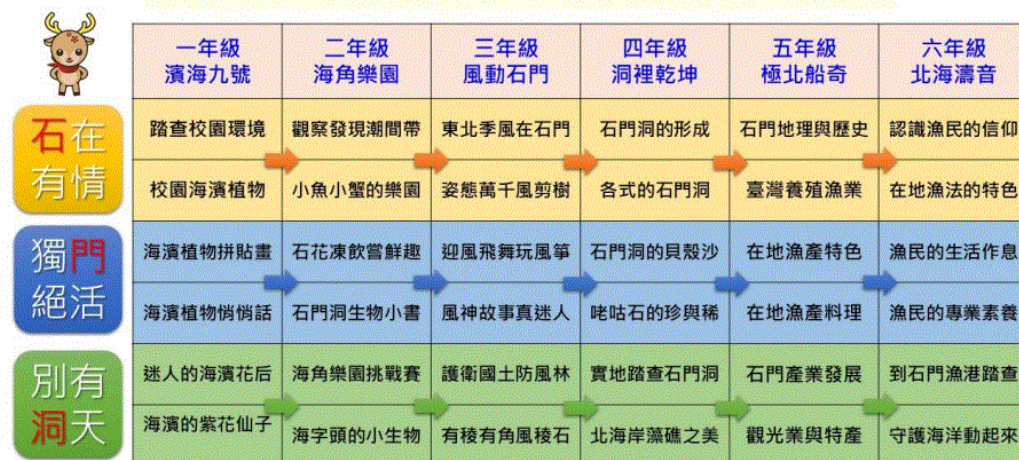 一年級 二年級 三年級 四年級 五年級 六年級
濱海九號 海角樂園 風動石門 洞裡乾坤 極北船奇 北海濤音
石在
有情
踏查校園環境 觀察發現潮間帶 東北季風在石門 石門洞的形成 石門地理與歷史 認識漁民的信仰
校園海濱植物 小魚小蟹的樂園 姿態萬千風剪樹 各式的石門洞 臺灣養殖漁業 在地漁法的特色
獨門
絕活
海濱植物拼貼畫 石花凍飲嘗鮮趣 迎風飛舞玩風箏 石門洞的貝殼沙 在地漁產特色 漁民的生活作息
海濱植物悄悄話 石門洞生物小書 風神故事真迷人 咾咕石的珍與稀 在地漁產料理 漁民的專業素養
別有
洞天
迷人的海濱花后 海角樂園挑戰賽 護衛國土防風林 實地踏查石門洞 石門產業發展 到石門漁港踏查
海濱的紫花仙子 海字頭的小生物 有稜有角風稜石 北海岸藻礁之美 觀光業與特產 守護海洋動起來